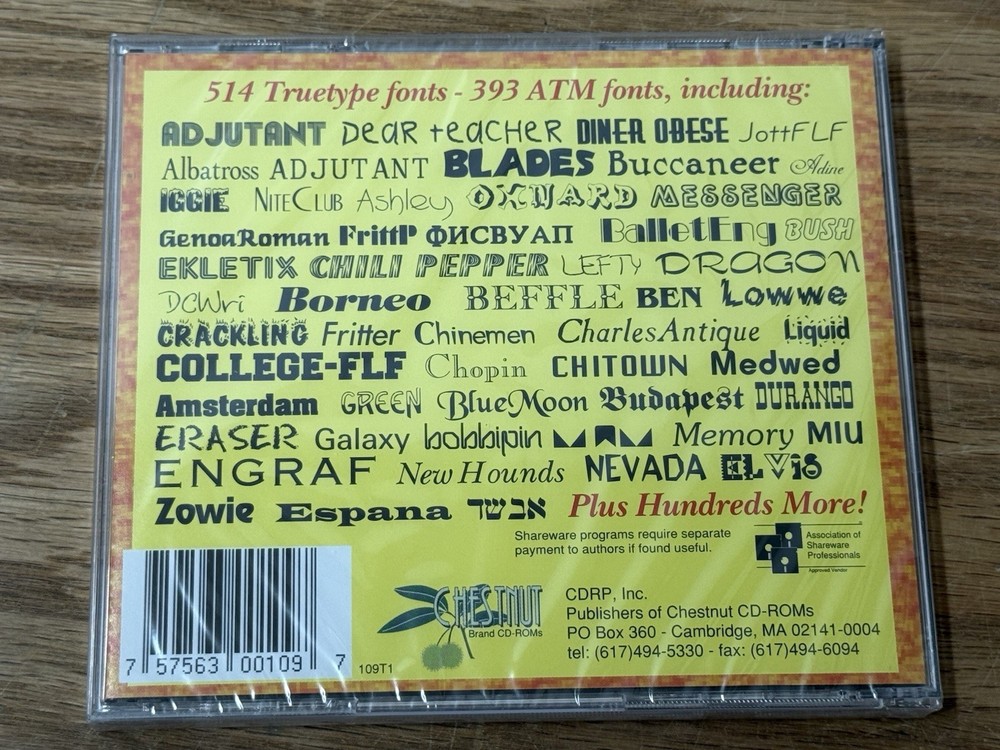 514 Truetype fonts - 393 ATM fonts, including:
ADJUTANT Dear teacher DINER OBESE JottFLF
Albatross ADJUTANT BLADES Buccaneer Adine
IGGIE NITECLUB Ashley OXNARD MESSENGER
GenoaRoman FrittP ФИСВУАП BalletEng BUSH
EKLETIX CHILI PEPPER LEFTY DRAGON
DCWri Borneo BEFFLE BEN Lowwe
CRACKLING Fritter Chinemen CharlesAntique Liquid
COLLEGE-FLF Chopin CHITOWN Medwed
Amsterdam GREEN BlueMoon Budapest DURANGO
ERASER Galaxy bobbipin Memory MIU
ENGRAF New Hounds NEVADA ELViS
Zowie Espana אבשד Plus Hundreds More!
Shareware programs require separate
payment to authors if found useful.
Association of
Shareware
Professionals
Approved Vendor
CHESTNUT
Brand CD-ROMs
CDRP, Inc.
Publishers of Chestnut CD-ROMs
PO Box 360 - Cambridge, MA 02141-0004
tel: (617)494-5330 - fax: (617)494-6094
7 57563 00109 7
109T1